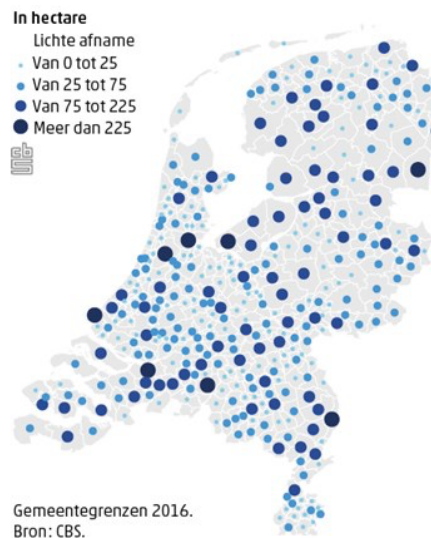 In hectare
Lichte afname
Van 0 tot 25
Van 25 tot 75
Van 75 tot 225
Meer dan 225
Gemeentegrenzen 2016.
Bron: CBS.